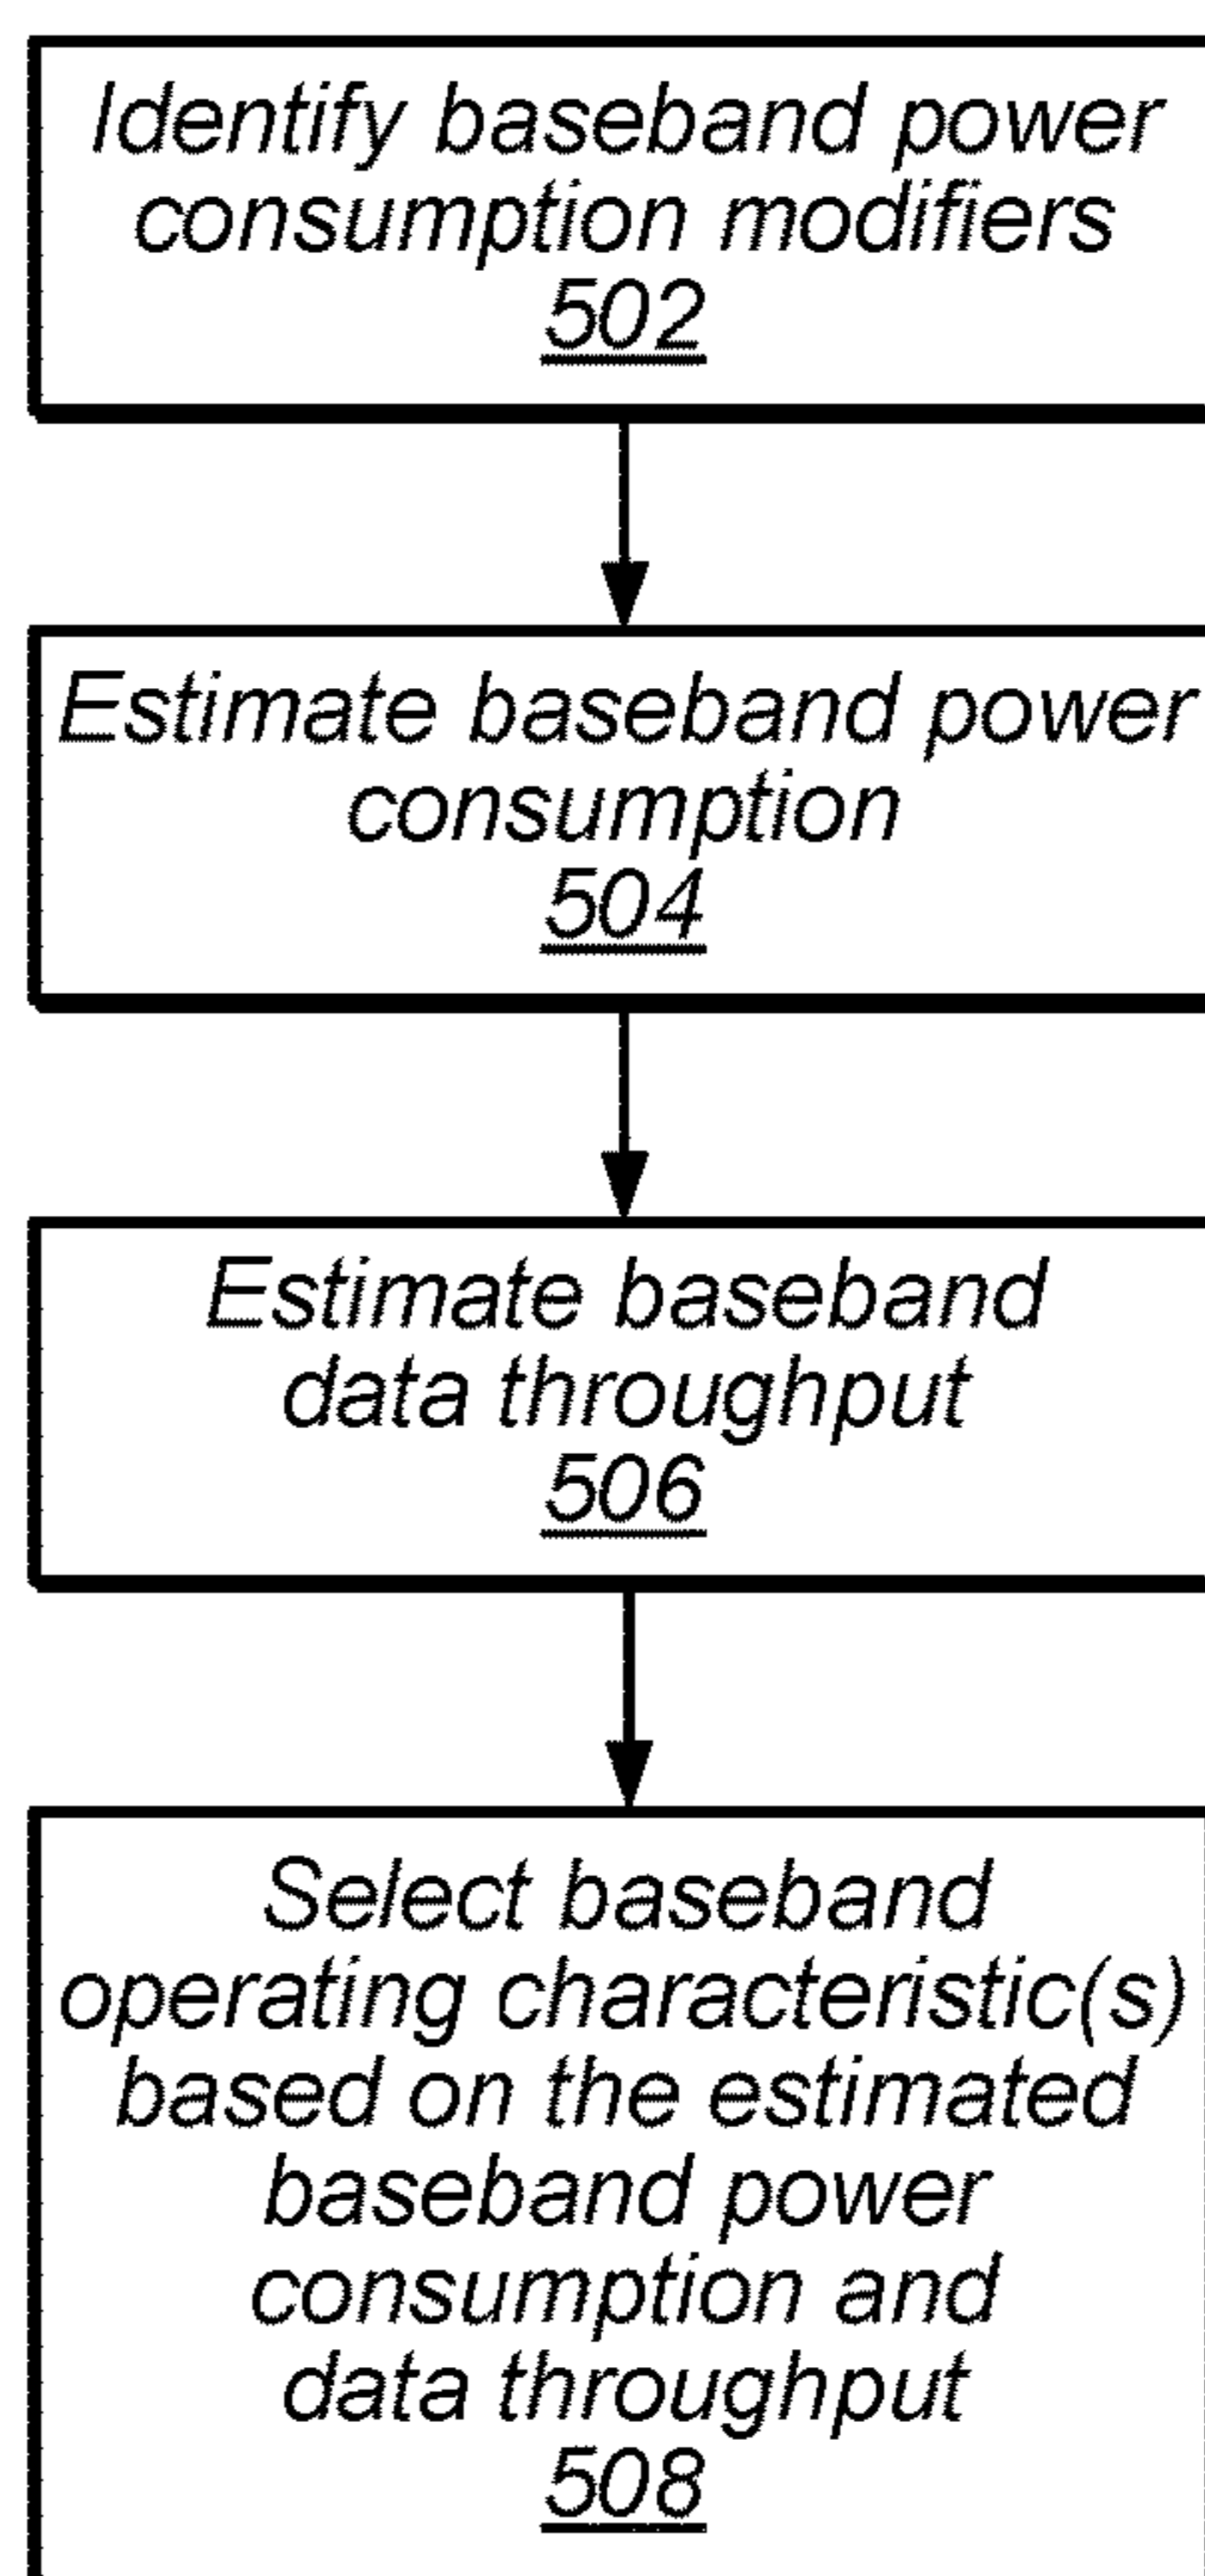 Identify baseband power
consumption modifiers
502
Estimate baseband power
consumption
504
Estimate baseband
data throughput
506
Select baseband
operating characteristic(s)
based on the estimated
baseband power
consumption and
data throughput
508